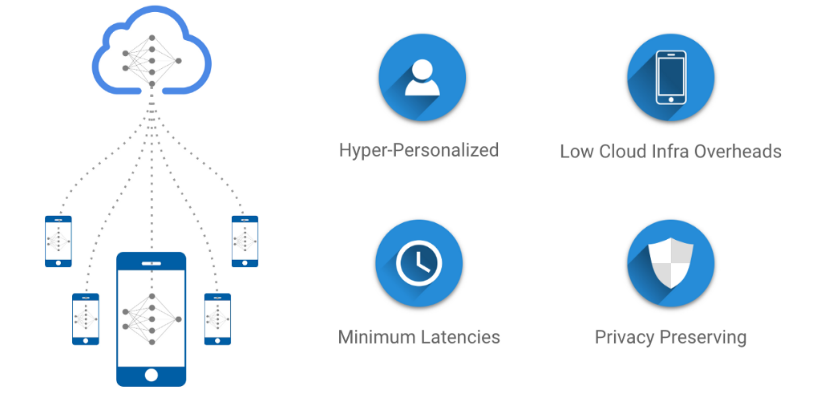 Hyper-Personalized
Low Cloud Infra Overheads
Minimum Latencies
Privacy Preserving